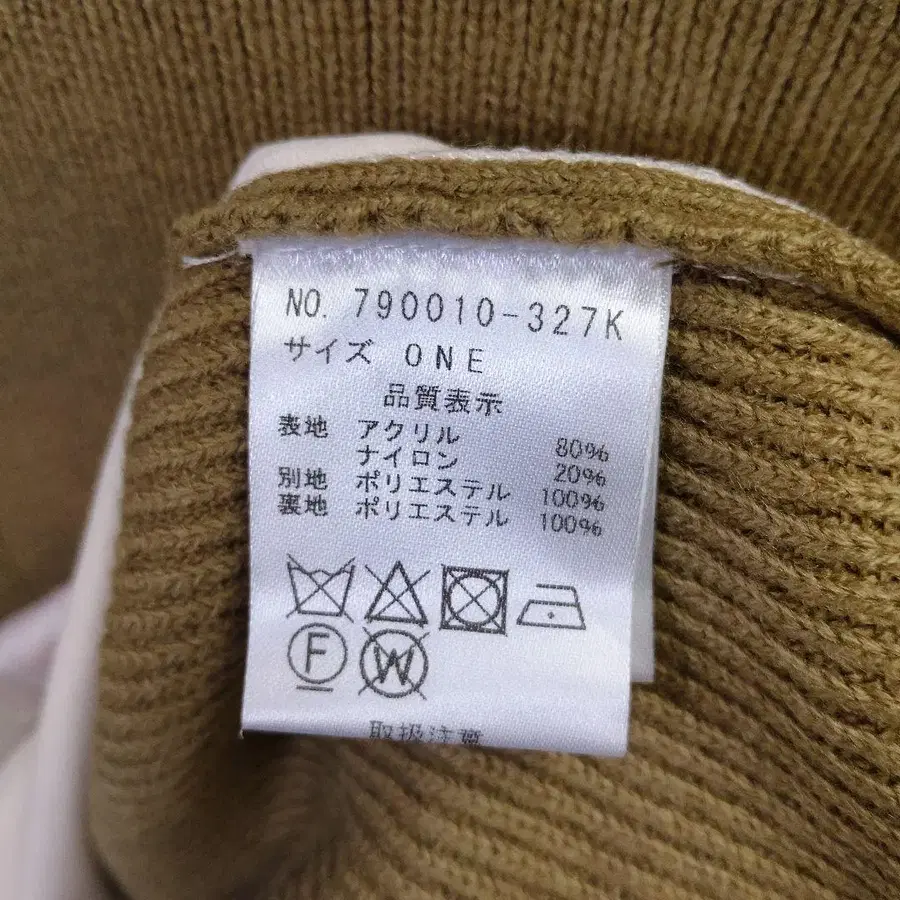 NO. 790010-327K
サイズ ONE
品質表示
表地 アクリル 80%
ナイロン 20%
別地 ポリエステル 100%
裏地 ポリエステル 100%
F W
取扱注意